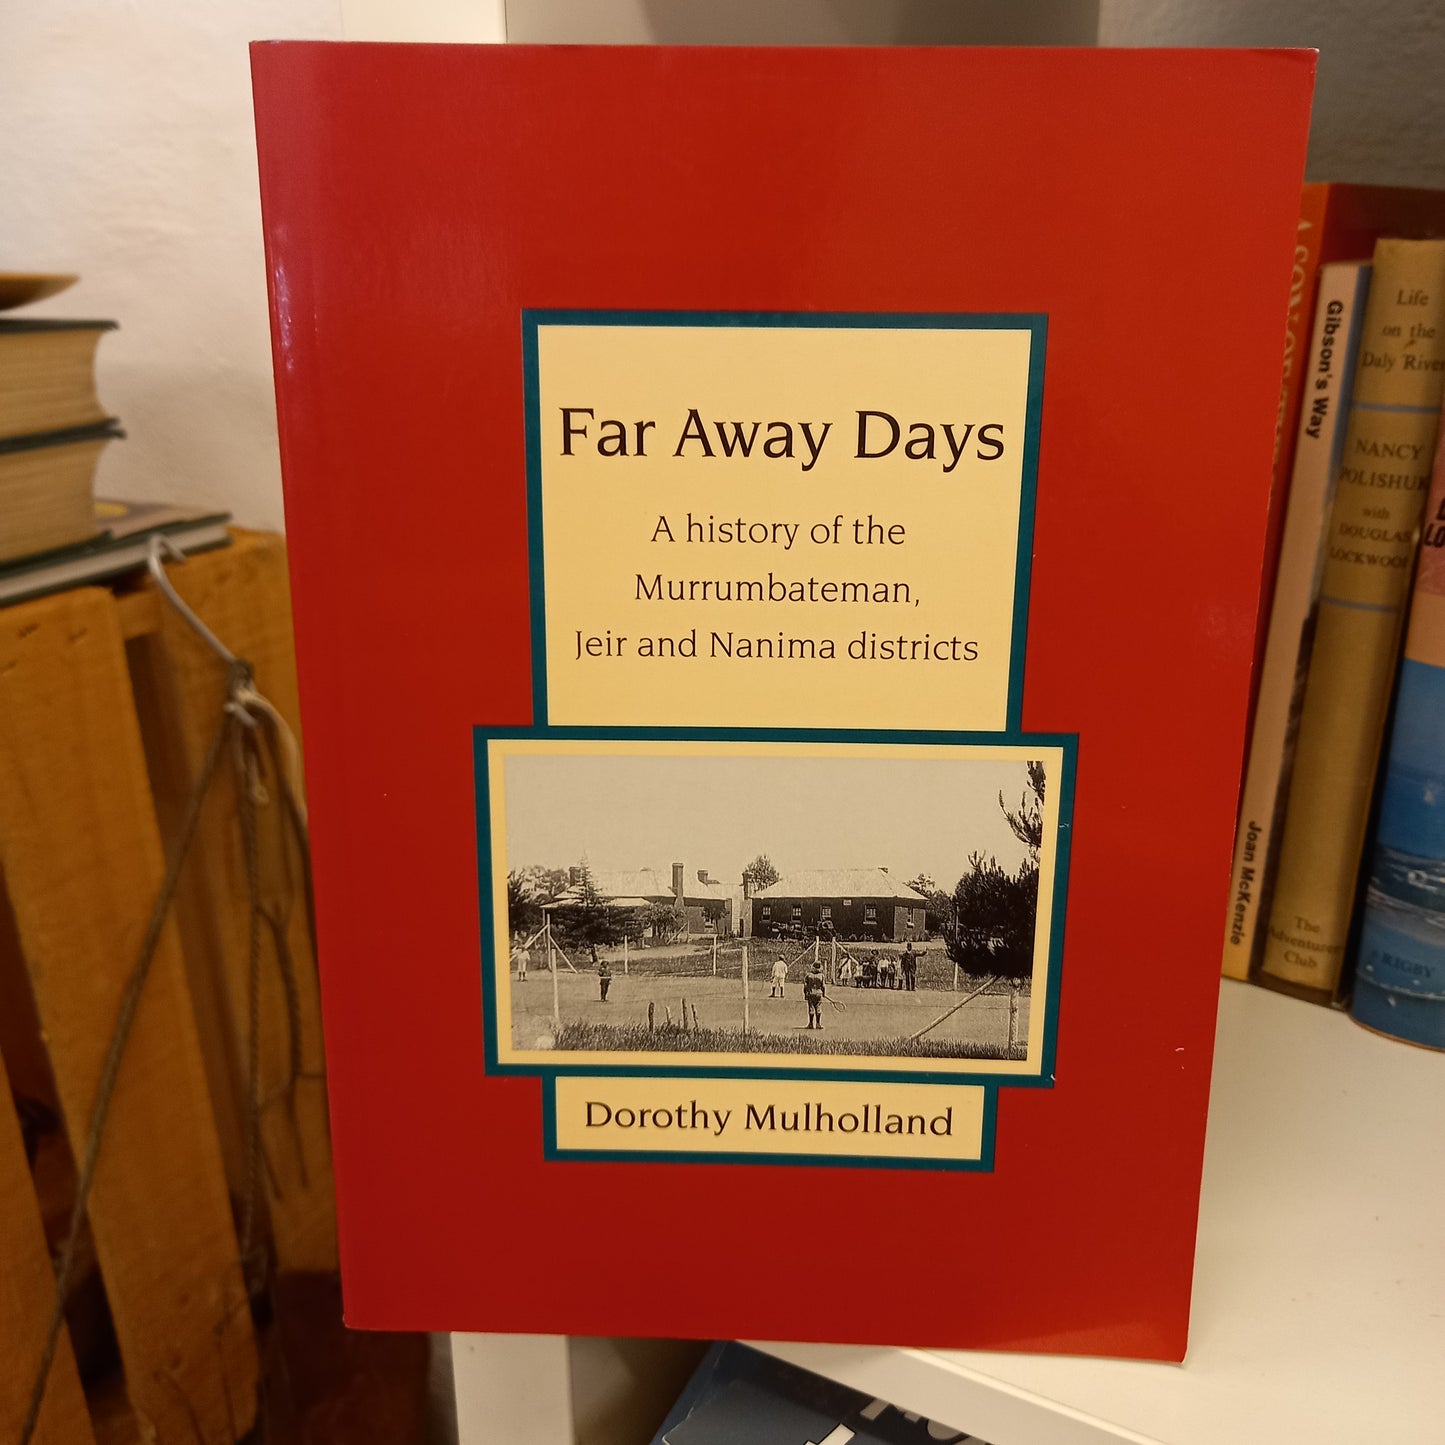 Far Away Days
A history of the
Murrumbateman,
Jeir and Nanima districts
Dorothy Mulholland
Gibson's Way
Joan McKenzie
Life
on the
Daly River
NANCY
POLISHUK
with
DOUGLAS
LOCKWOOD
The
Adventurers
Club
RIGBY